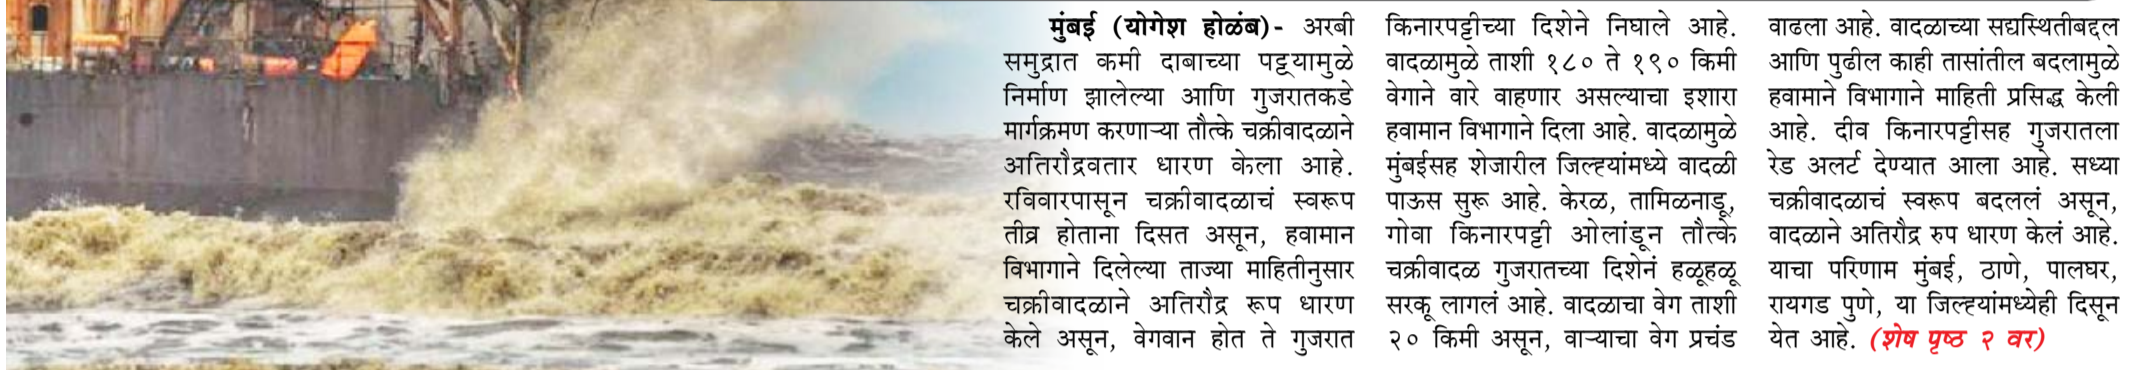 मुंबई (योगेश होळंब)- अरबी
समुद्रात कमी दाबाच्या पट्ट्यामुळे
निर्माण झालेल्या आणि गुजरातकडे
मार्गक्रमण करणाऱ्या तौत्के चक्रीवादळाने
अतिरौद्रवतार धारण केला आहे.
रविवारपासून चक्रीवादळाचं स्वरूप
तीव्र होताना दिसत असून, हवामान
विभागाने दिलेल्या ताज्या माहितीनुसार
चक्रीवादळाने अतिरौद्र रूप धारण
केले असून, वेगवान होत ते गुजरात
किनारपट्टीच्या दिशेने निघाले आहे.
वादळामुळे ताशी १८० ते १९० किमी
वेगाने वारे वाहणार असल्याचा इशारा
हवामान विभागाने दिला आहे. वादळामुळे
मुंबईसह शेजारील जिल्ह्यांमध्ये वादळी
पाऊस सुरू आहे. केरळ, तामिळनाडू,
गोवा किनारपट्टी ओलांडून तौत्के
चक्रीवादळ गुजरातच्या दिशेनं हळूहळू
सरकू लागलं आहे. वादळाचा वेग ताशी
२० किमी असून, वाऱ्याचा वेग प्रचंड
वाढला आहे. वादळाच्या सद्यस्थितीबद्दल
आणि पुढील काही तासांतील बदलामुळे
हवामाने विभागाने माहिती प्रसिद्ध केली
आहे. दीव किनारपट्टीसह गुजरातला
रेड अलर्ट देण्यात आला आहे. सध्या
चक्रीवादळाचं स्वरूप बदललं असून,
वादळाने अतिरौद्र रुप धारण केलं आहे.
याचा परिणाम मुंबई, ठाणे, पालघर,
रायगड पुणे, या जिल्ह्यांमध्येही दिसून
येत आहे. (शेष पृष्ठ २ वर)